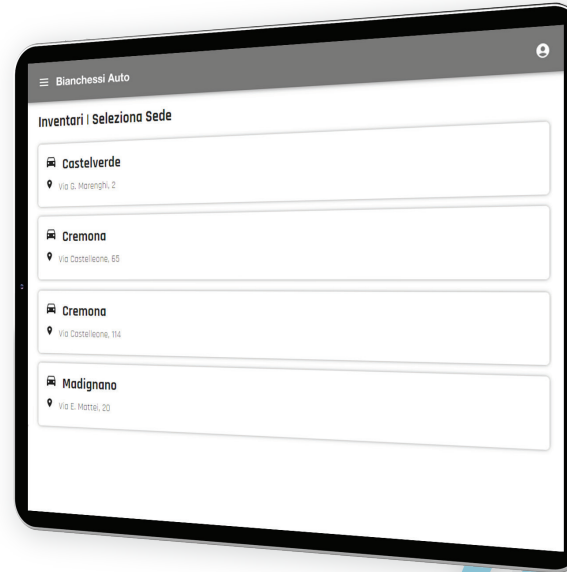 Bianchessi Auto
Inventari | Seleziona Sede
Castelverde
Via G. Marenghi, 2
Cremona
Via Castelleone, 65
Cremona
Via Castelleone, 114
Madignano
Via E. Mattei, 20